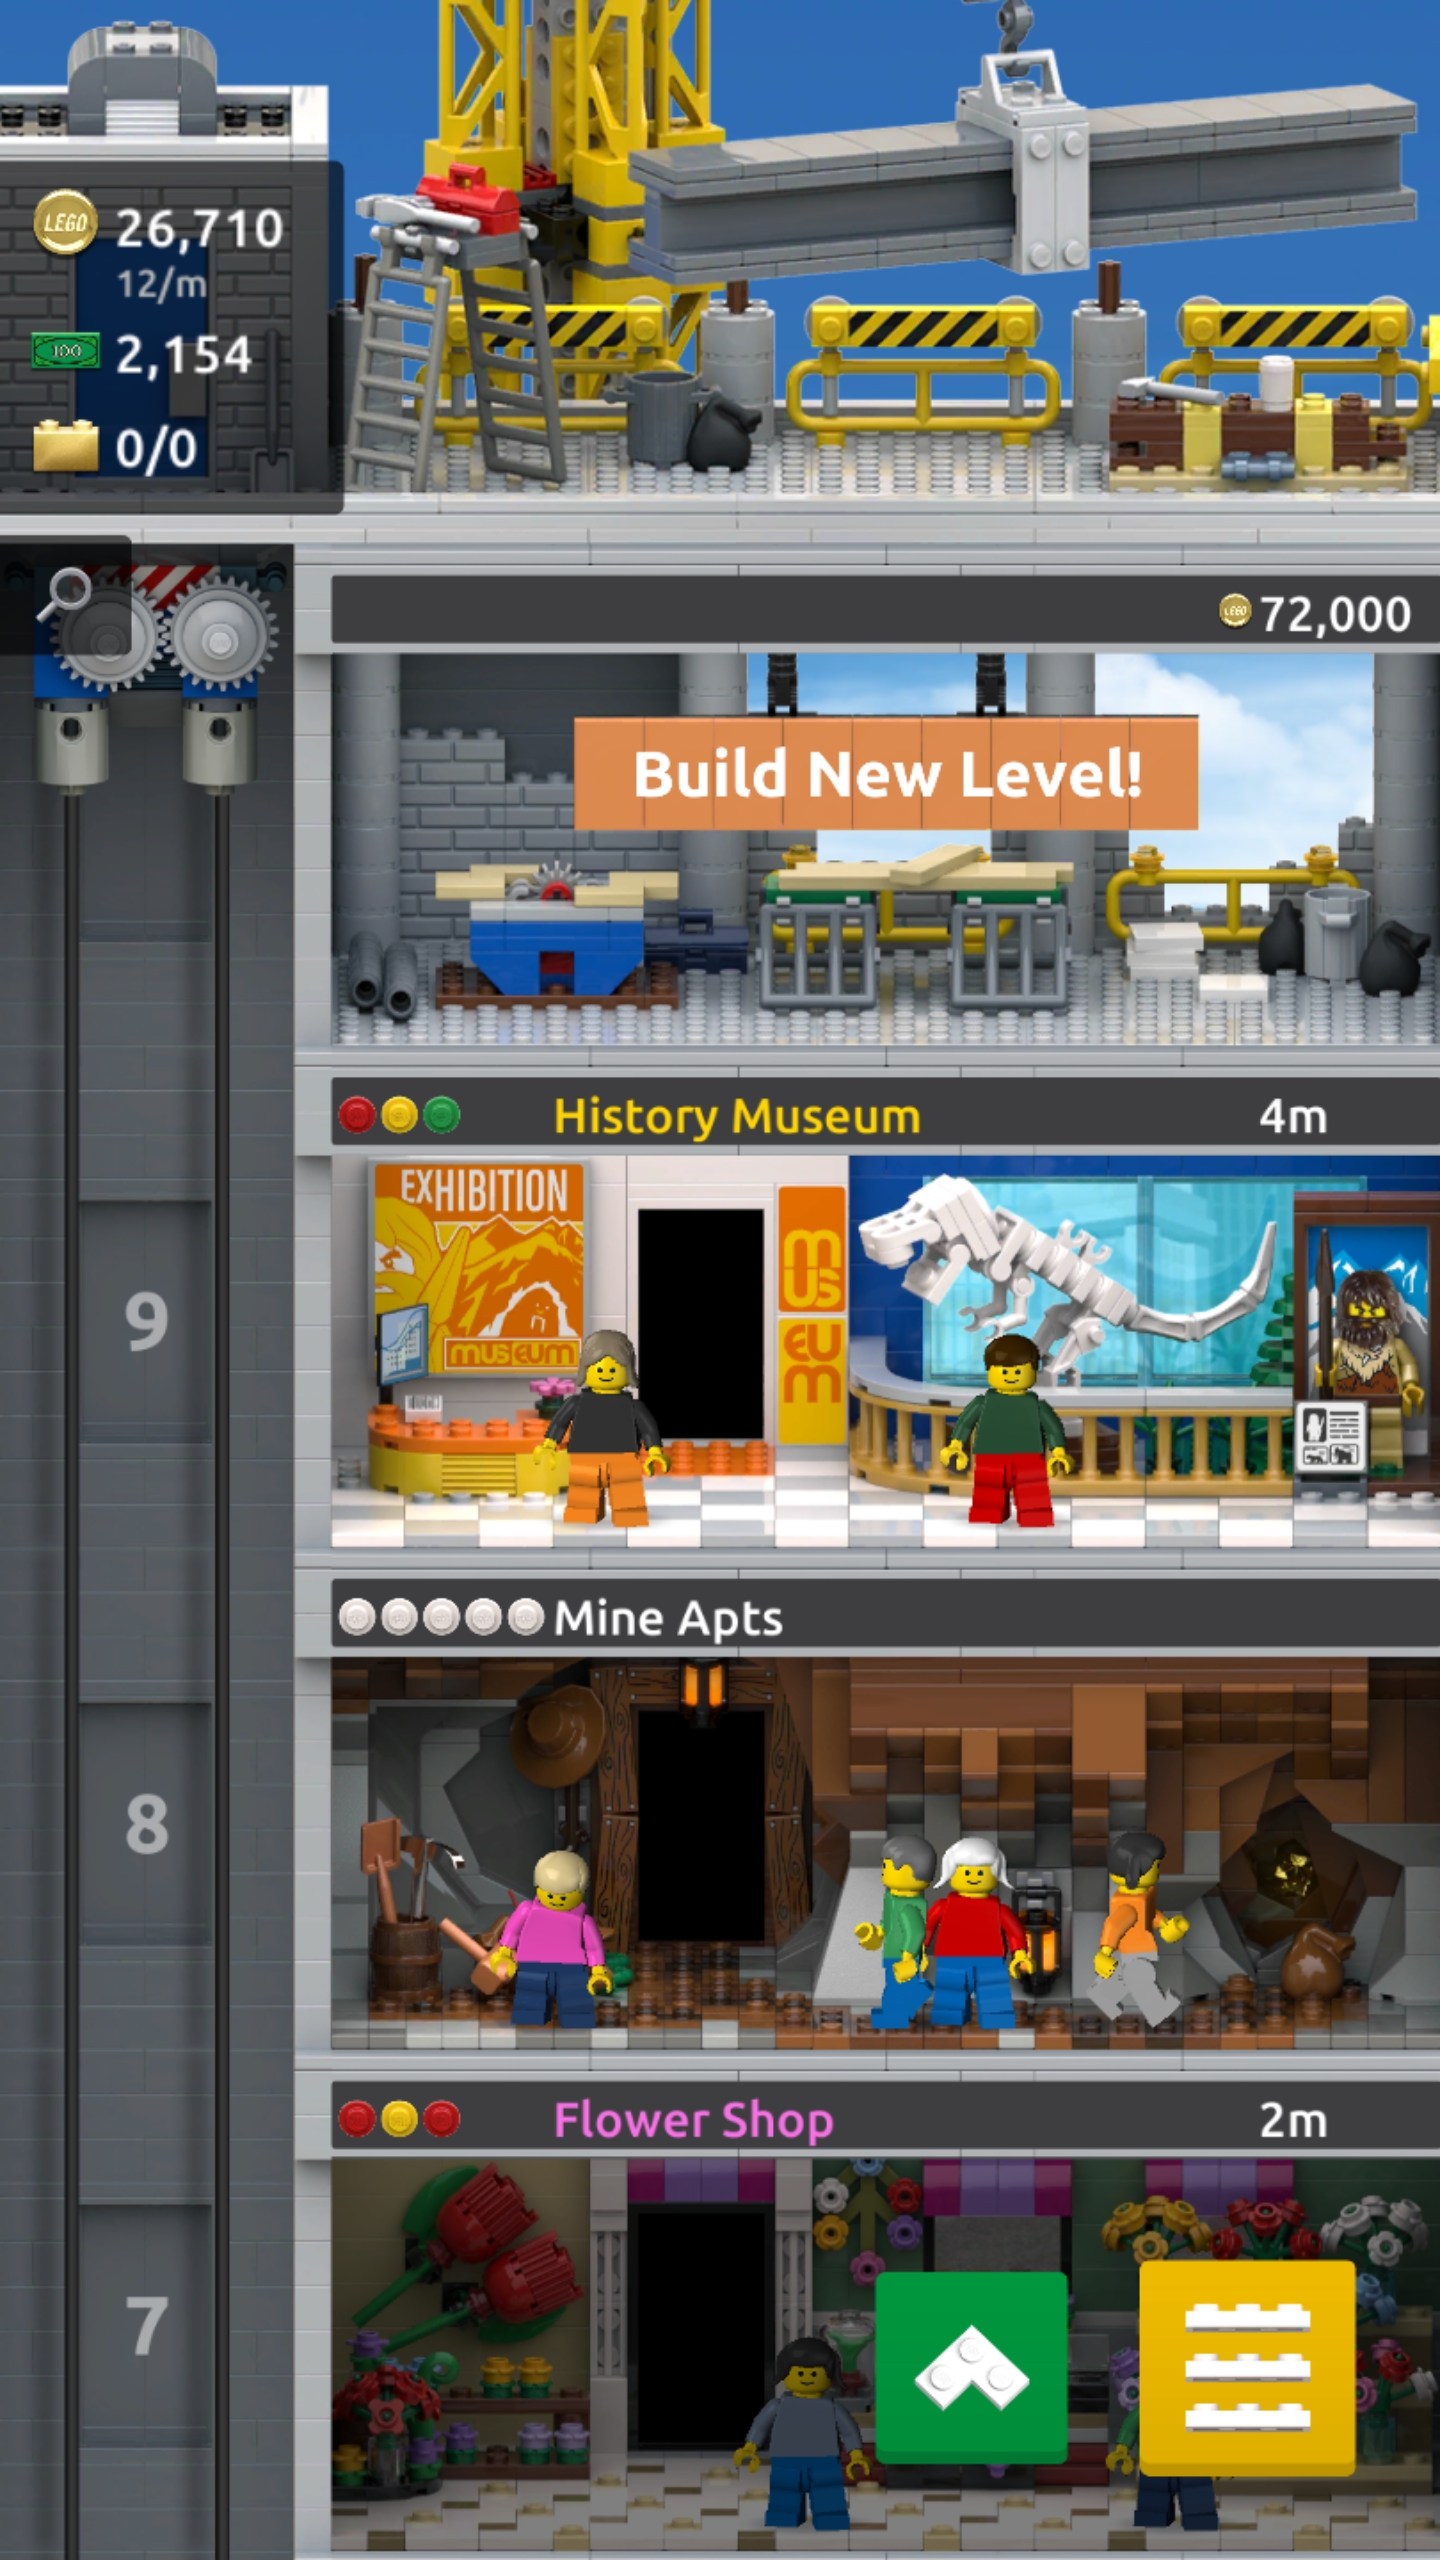 LEGO 26,710
12/m
100 2,154
0/0
LEGO 72,000
Build New Level!
History Museum 4m
EXHIBITION
museum
mus
eum
9
Mine Apts
8
Flower Shop 2m
7